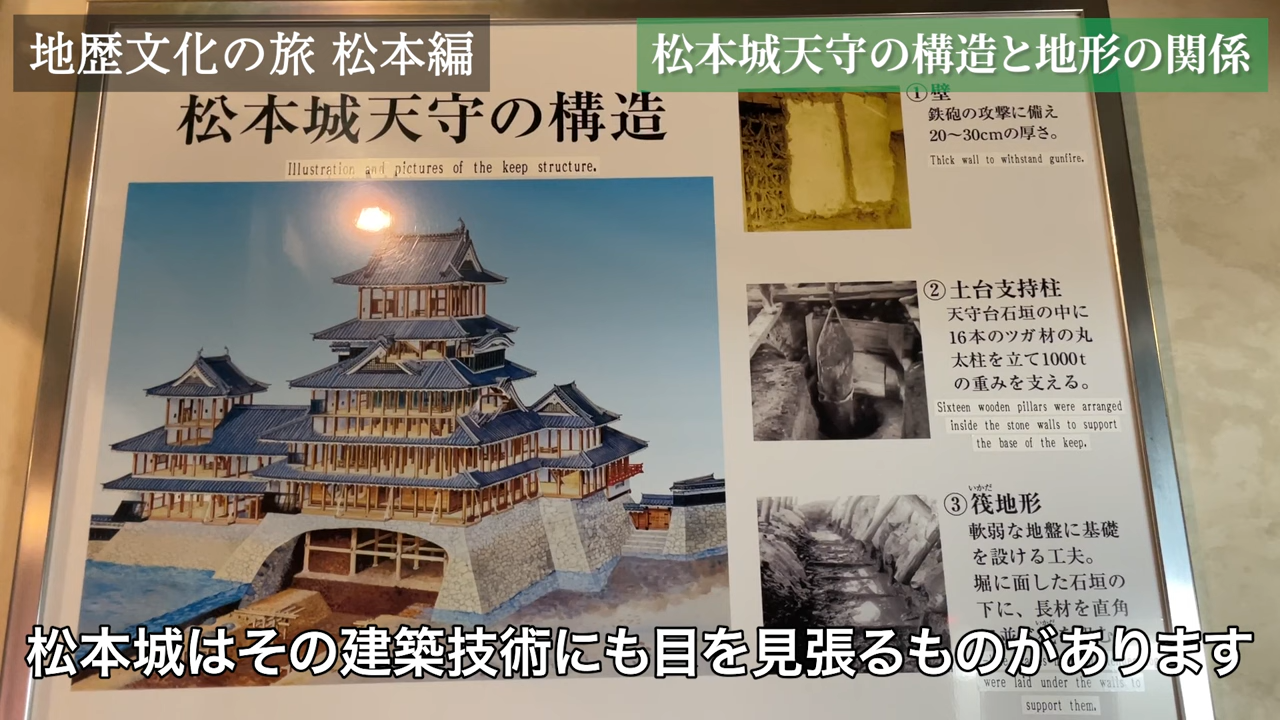 地歴文化の旅 松本編
松本城天守の構造と地形の関係
松本城天守の構造
Illustration and pictures of the keep structure.
①壁
鉄砲の攻撃に備え
20〜30cmの厚さ。
Thick wall to withstand gunfire.
②土台支持柱
天守台石垣の中に
16本のツガ材の丸
太柱を立て1000t
の重みを支える。
Sixteen wooden pillars were arranged
inside the stone walls to support
the base of the keep.
いかだ
③筏地形
軟弱な地盤に基礎
を設ける工夫。
堀に面した石垣の
下に、長材を直角
were laid under the walls to
support them.
松本城はその建築技術にも目を見張るものがあります